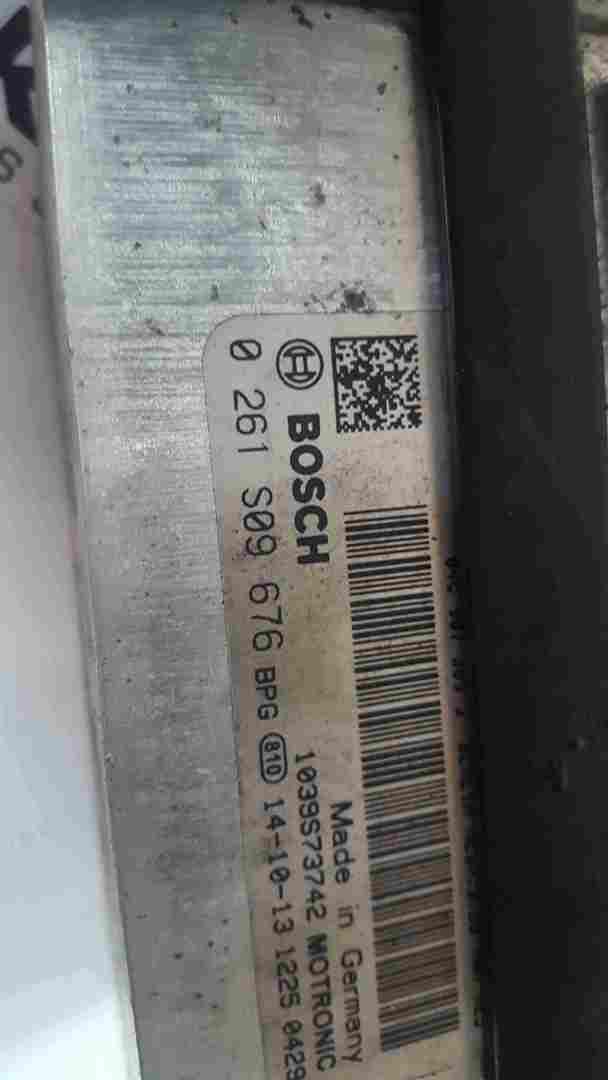 BOSCH
0 261 S09 676 BPG 810 14-10-13 1225 0429
1039S73742 MOTRONIC
Made in Germany